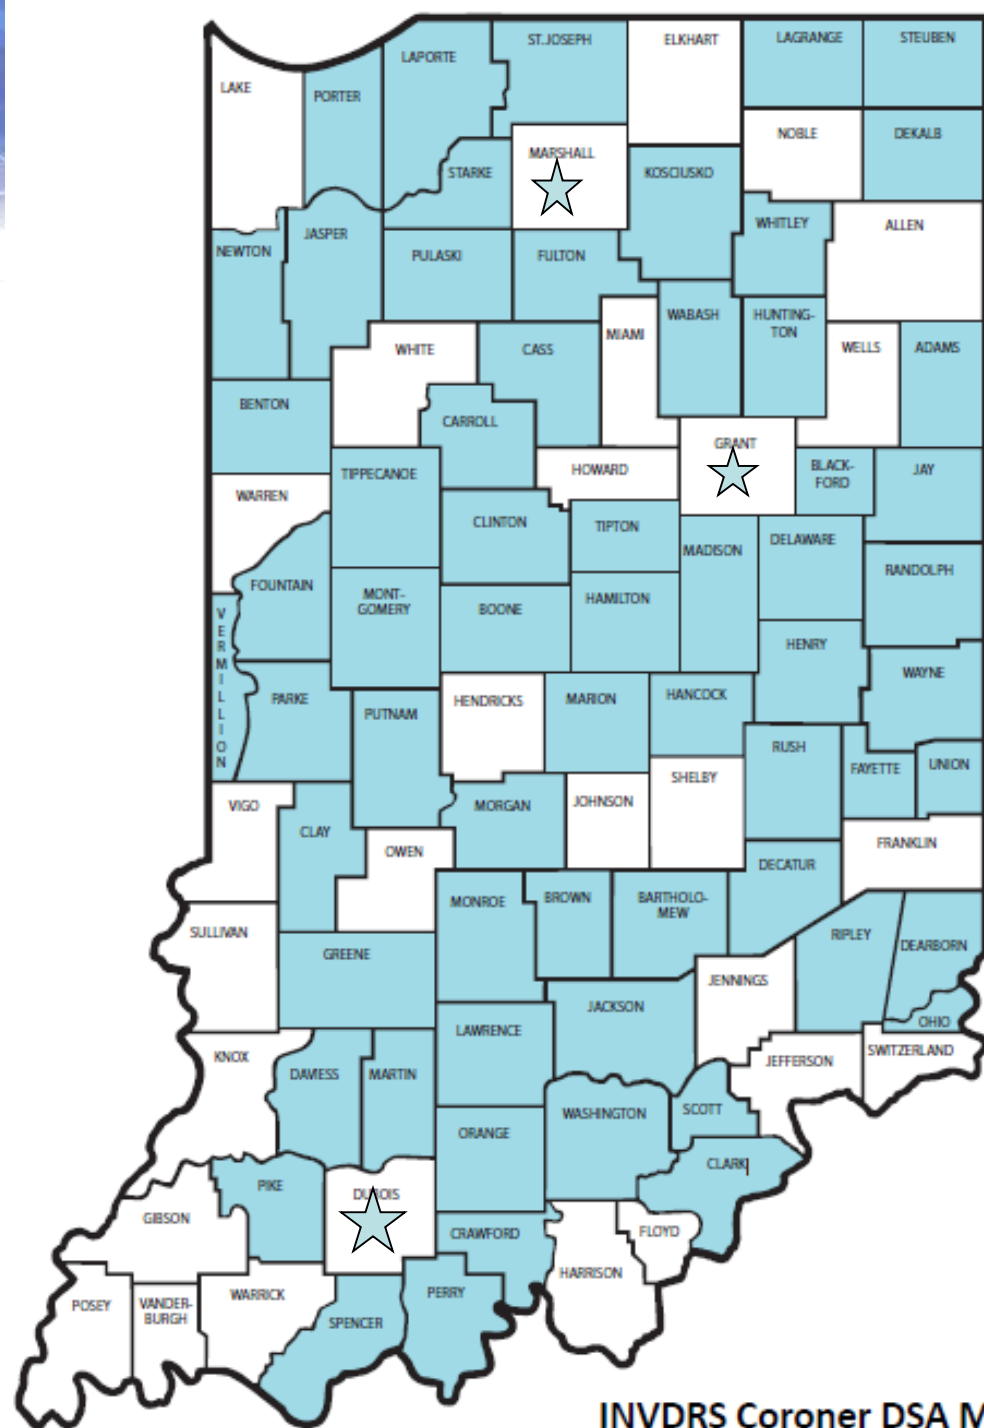 ST.JOSEPH
ELKHART
LAGRANGE
STEUBEN
LAPORTE
LAKE
PORTER
NOBLE
DEKALB
MARSHALL
STARKE
KOSCIUSKO
WHITLEY
ALLEN
JASPER
NEWTON
PULASKI
FULTON
WABASH
HUNTING-
TON
MIAMI
WHITE
CASS
WELLS
ADAMS
BENTON
CARROLL
GRANT
TIPPECANOE
HOWARD
BLACK-
FORD
JAY
WARREN
CLINTON
TIPTON
MADISON
DELAWARE
RANDOLPH
FOUNTAIN
MONT-
GOMERY
BOONE
HAMILTON
VERMILLION
HENRY
WAYNE
PARKE
PUTNAM
HENDRICKS
MARION
HANCOCK
RUSH
FAYETTE
UNION
SHELBY
VIGO
CLAY
MORGAN
JOHNSON
OWEN
FRANKLIN
DECATUR
MONROE
BROWN
BARTHOLO-
MEW
SULLIVAN
GREENE
RIPLEY
DEARBORN
JENNINGS
JACKSON
OHIO
LAWRENCE
KNOX
DAVIESS
MARTIN
JEFFERSON
SWITZERLAND
WASHINGTON
SCOTT
ORANGE
CLARK
PIKE
DUBOIS
GIBSON
CRAWFORD
FLOYD
HARRISON
POSEY
VANDER-
BURGH
WARRICK
PERRY
SPENCER
INVDRS Coroner DSA M